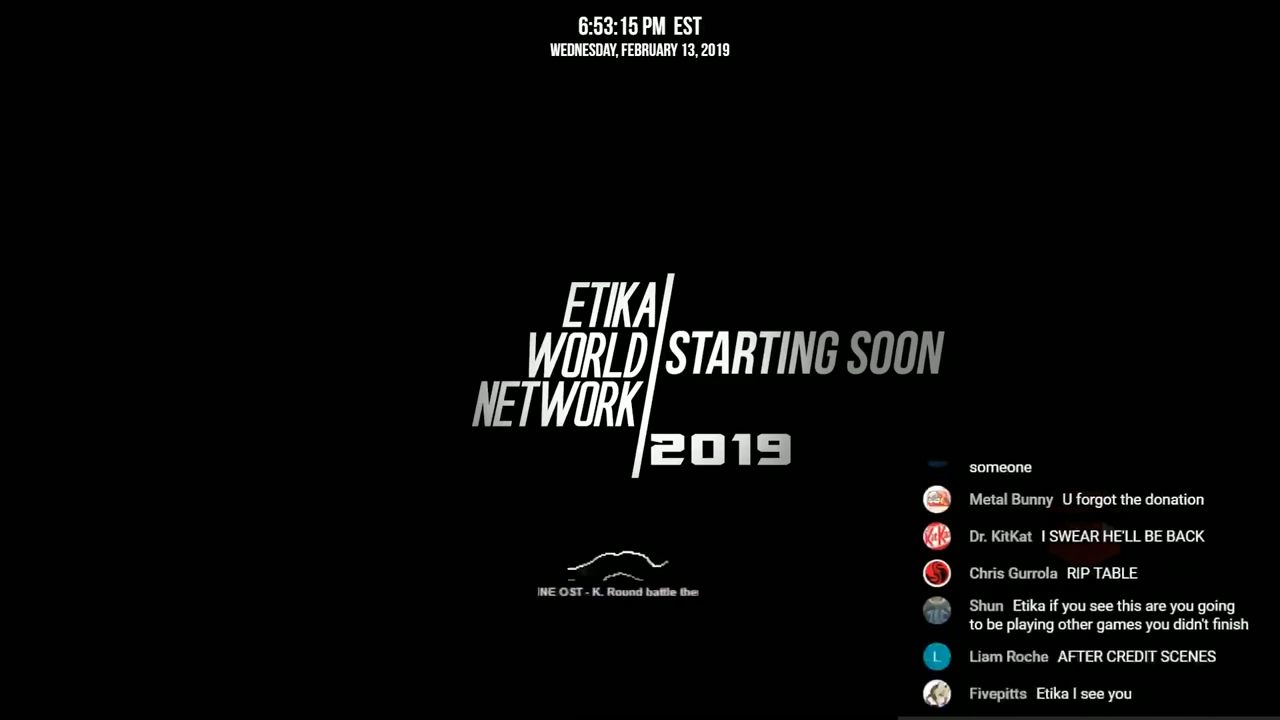 6:53:15 PM EST
WEDNESDAY, FEBRUARY 13, 2019
ETIKA
WORLD
NETWORK
STARTING SOON
2019
INE OST - K. Round battle the
someone
Metal Bunny U forgot the donation
Dr. KitKat I SWEAR HE'LL BE BACK
Chris Gurrola RIP TABLE
Shun Etika if you see this are you going
to be playing other games you didn't finish
L
Liam Roche AFTER CREDIT SCENES
Fivepitts Etika I see you